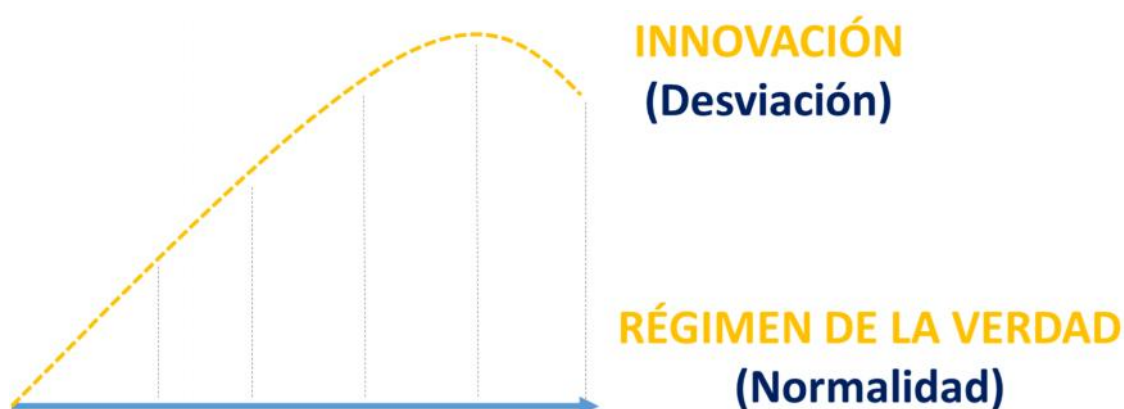 INNOVACIÓN
(Desviación)
RÉGIMEN DE LA VERDAD
(Normalidad)